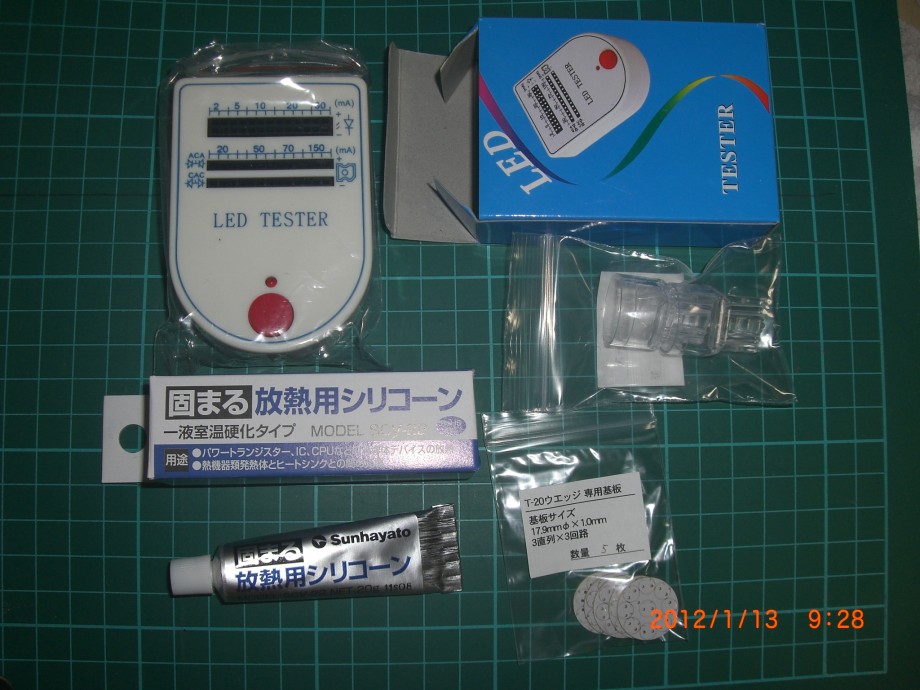 2 5 10 20 50 (mA)
+
-
20 50 70 150 (mA)
ACA
+
CAC
-
LED TESTER
LED TESTER
LED
TESTER
固まる 放熱用シリコーン
一液室温硬化タイプ MODEL
用途
●パワートランジスター、IC、CPUなど
●熱機器類発熱体とヒートシンクとの
Sunhayato
固まる
放熱用シリコーン
T-20ウエッジ 専用基板
基板サイズ
17.9mmφ×1.0mm
3直列×3回路
数量 5 枚
2012/1/13 9:28